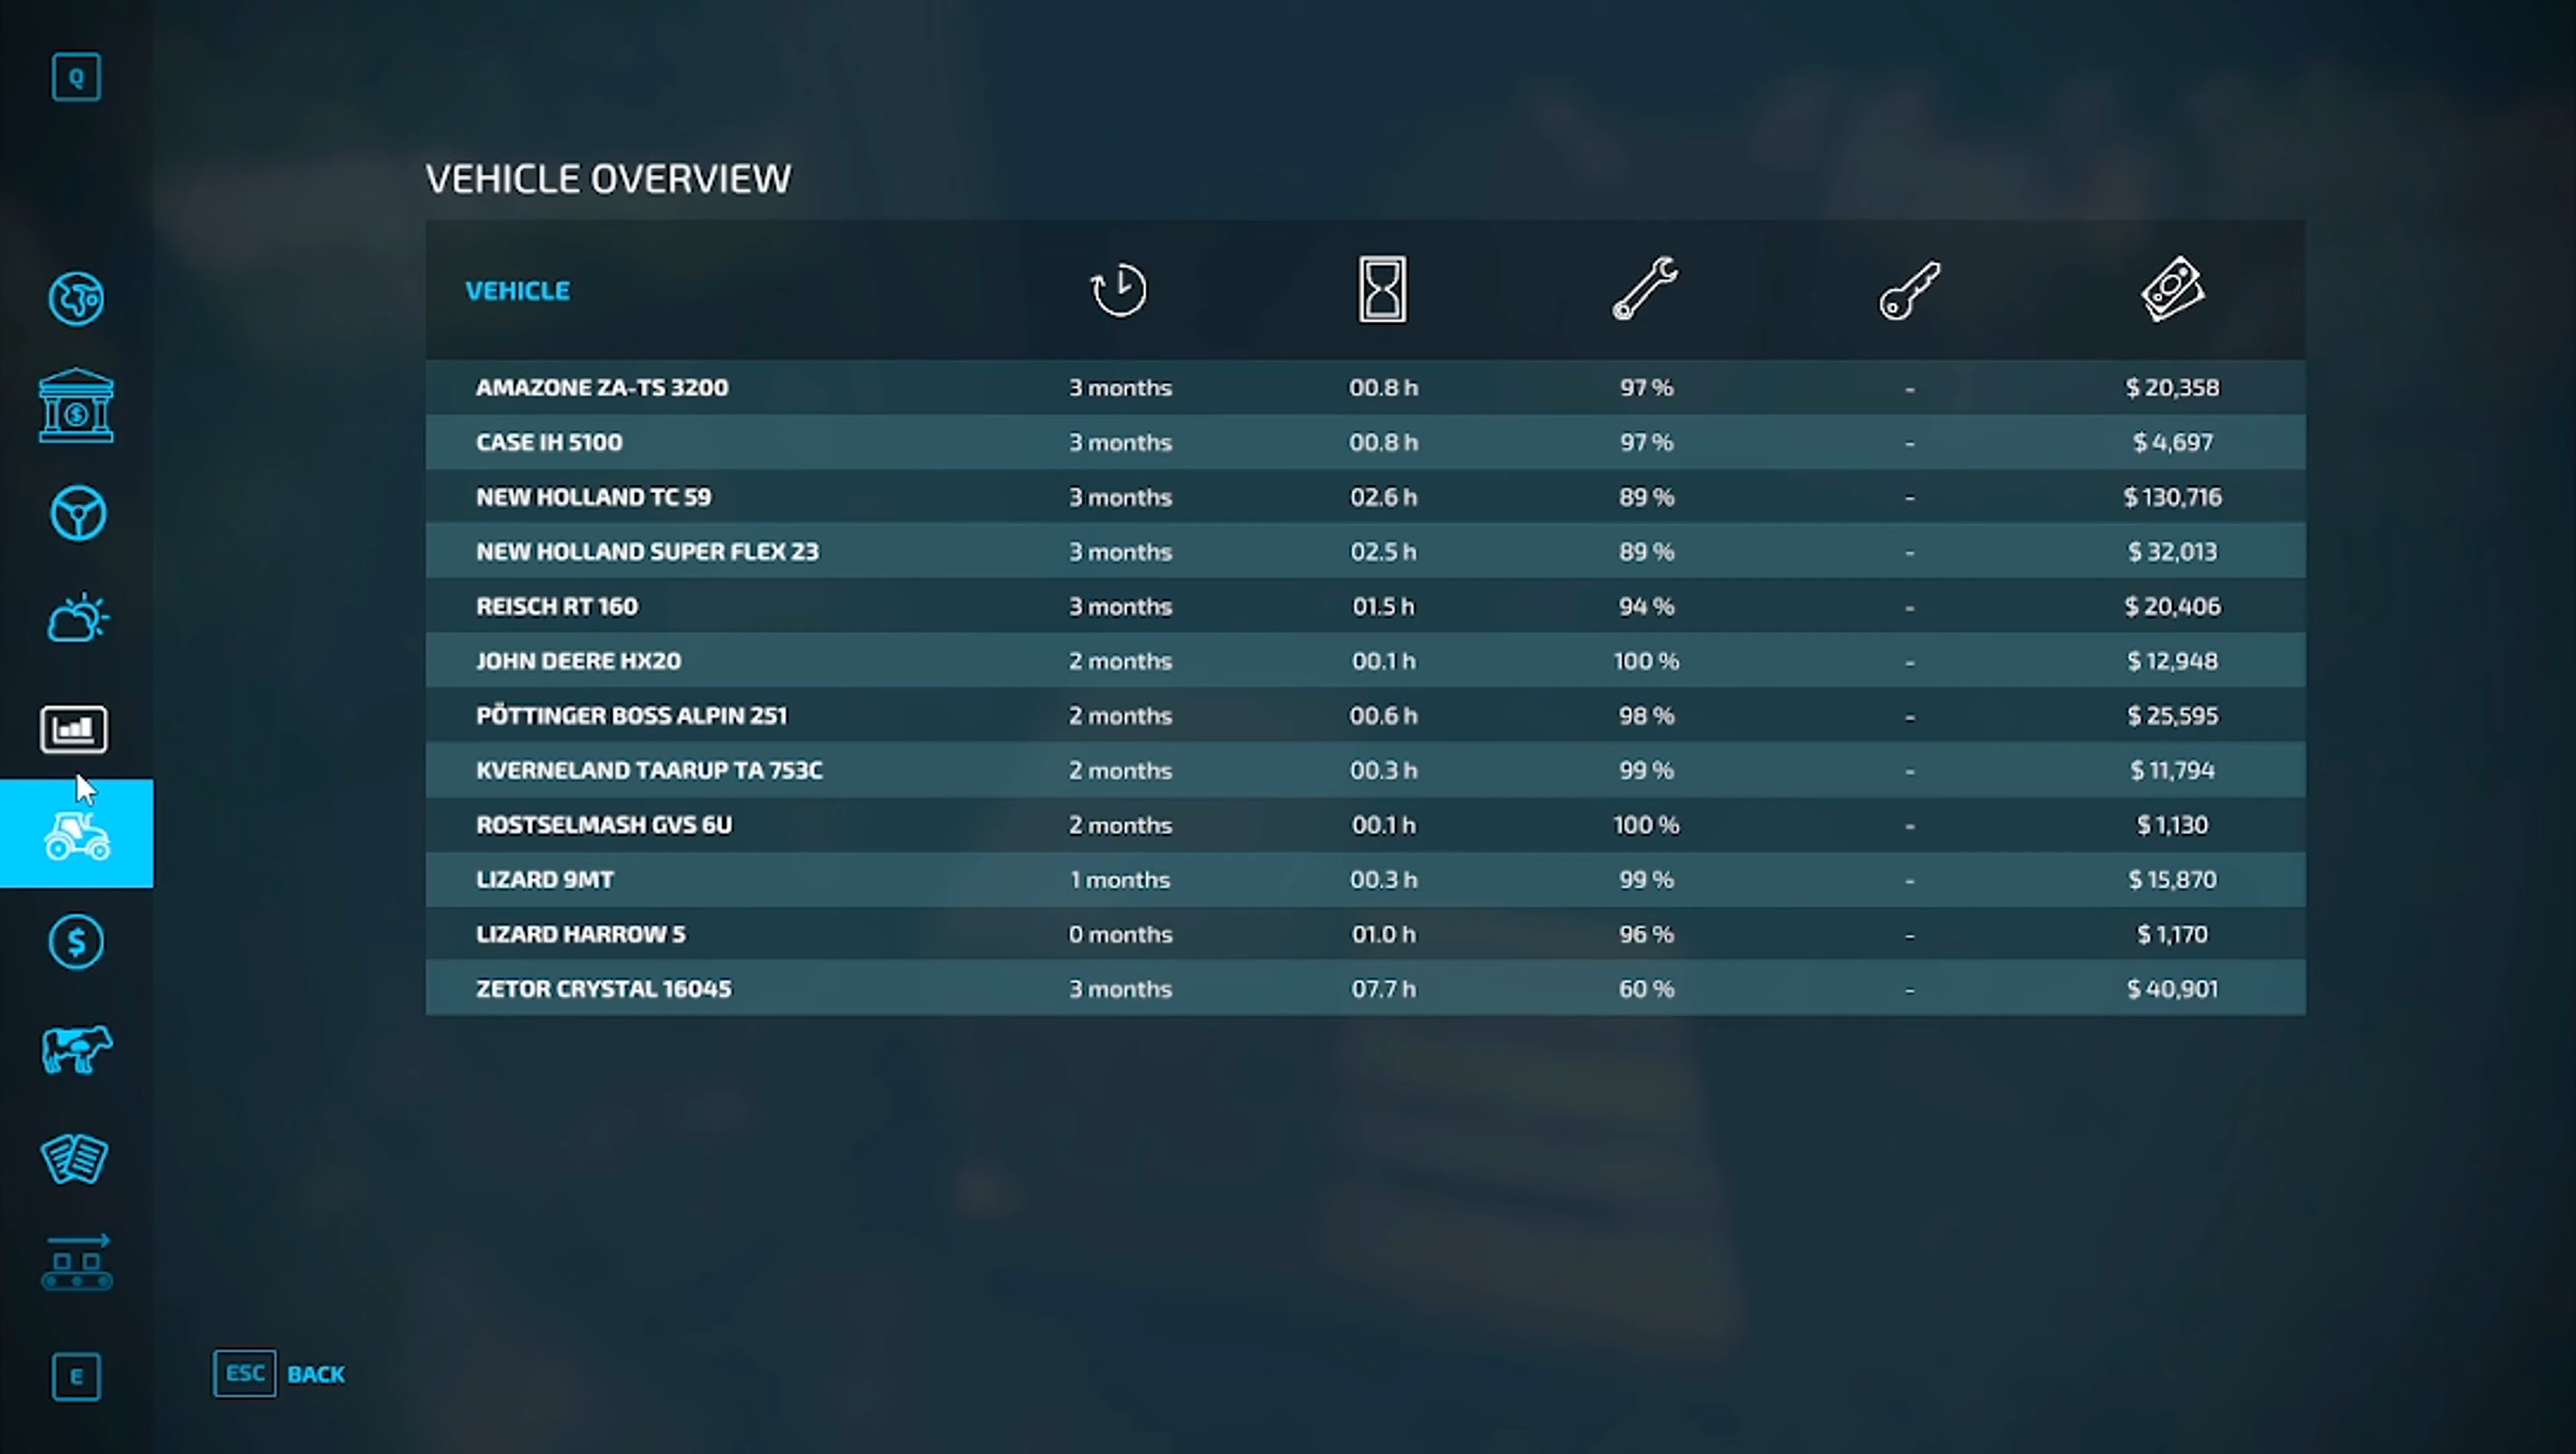 Q
VEHICLE OVERVIEW
VEHICLE
AMAZONE ZA-TS 3200 3 months 00.8 h 97 % - $ 20,358
CASE IH 5100 3 months 00.8 h 97 % - $ 4,697
NEW HOLLAND TC 59 3 months 02.6 h 89 % - $ 130,716
NEW HOLLAND SUPER FLEX 23 3 months 02.5 h 89 % - $ 32,013
REISCH RT 160 3 months 01.5 h 94 % - $ 20,406
JOHN DEERE HX20 2 months 00.1 h 100 % - $ 12,948
PÖTTINGER BOSS ALPIN 251 2 months 00.6 h 98 % - $ 25,595
KVERNELAND TAARUP TA 753C 2 months 00.3 h 99 % - $ 11,794
ROSTSELMASH GVS 6U 2 months 00.1 h 100 % - $ 1,130
LIZARD 9MT 1 months 00.3 h 99 % - $ 15,870
LIZARD HARROW 5 0 months 01.0 h 96 % - $ 1,170
ZETOR CRYSTAL 16045 3 months 07.7 h 60 % - $ 40,901
E
ESC BACK